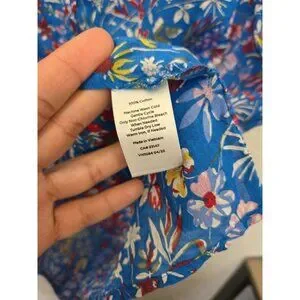 100% Cotton
Machine Wash Cold
Gentle Cycle
Only Non Chlorine Bleach
When Needed
Tumble Dry Low
Warm Iron, If Needed
Made in Vietnam